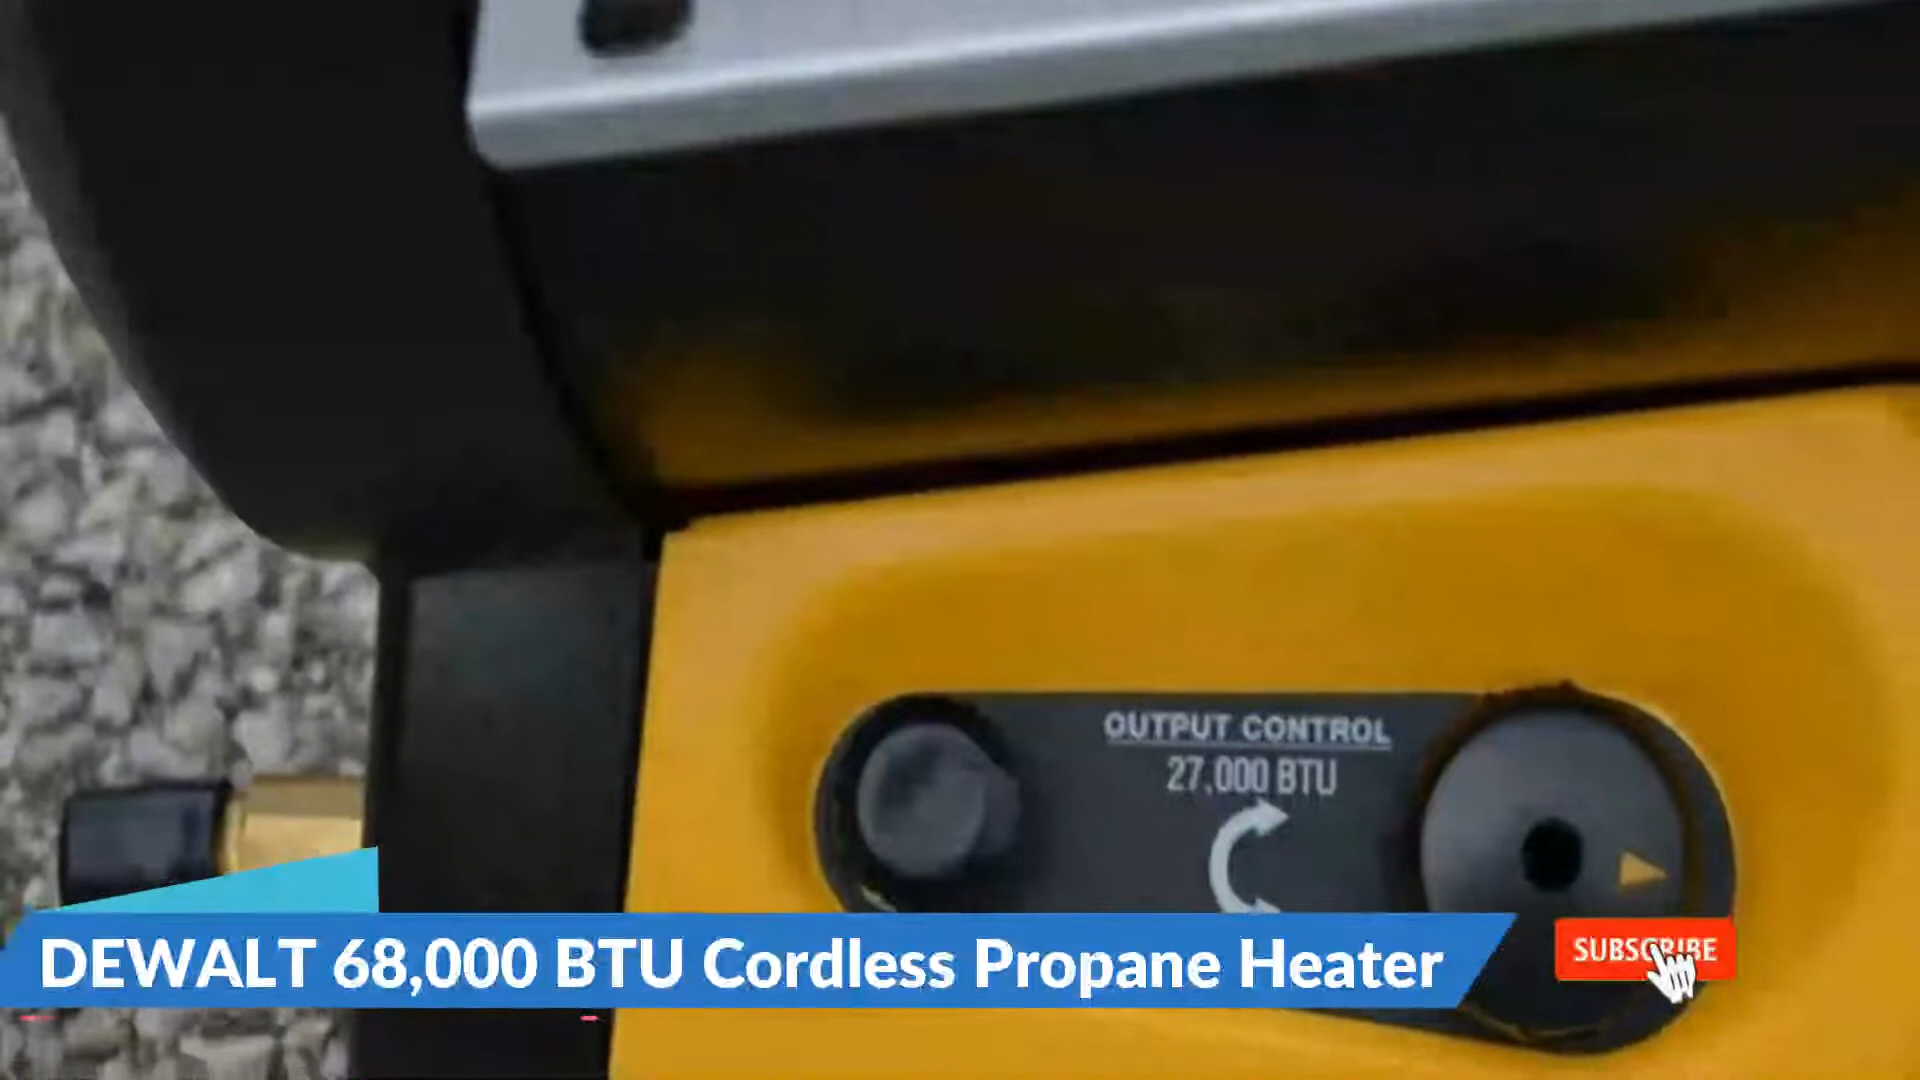 OUTPUT CONTROL
27,000 BTU
DEWALT 68,000 BTU Cordless Propane Heater
SUBSCRIBE